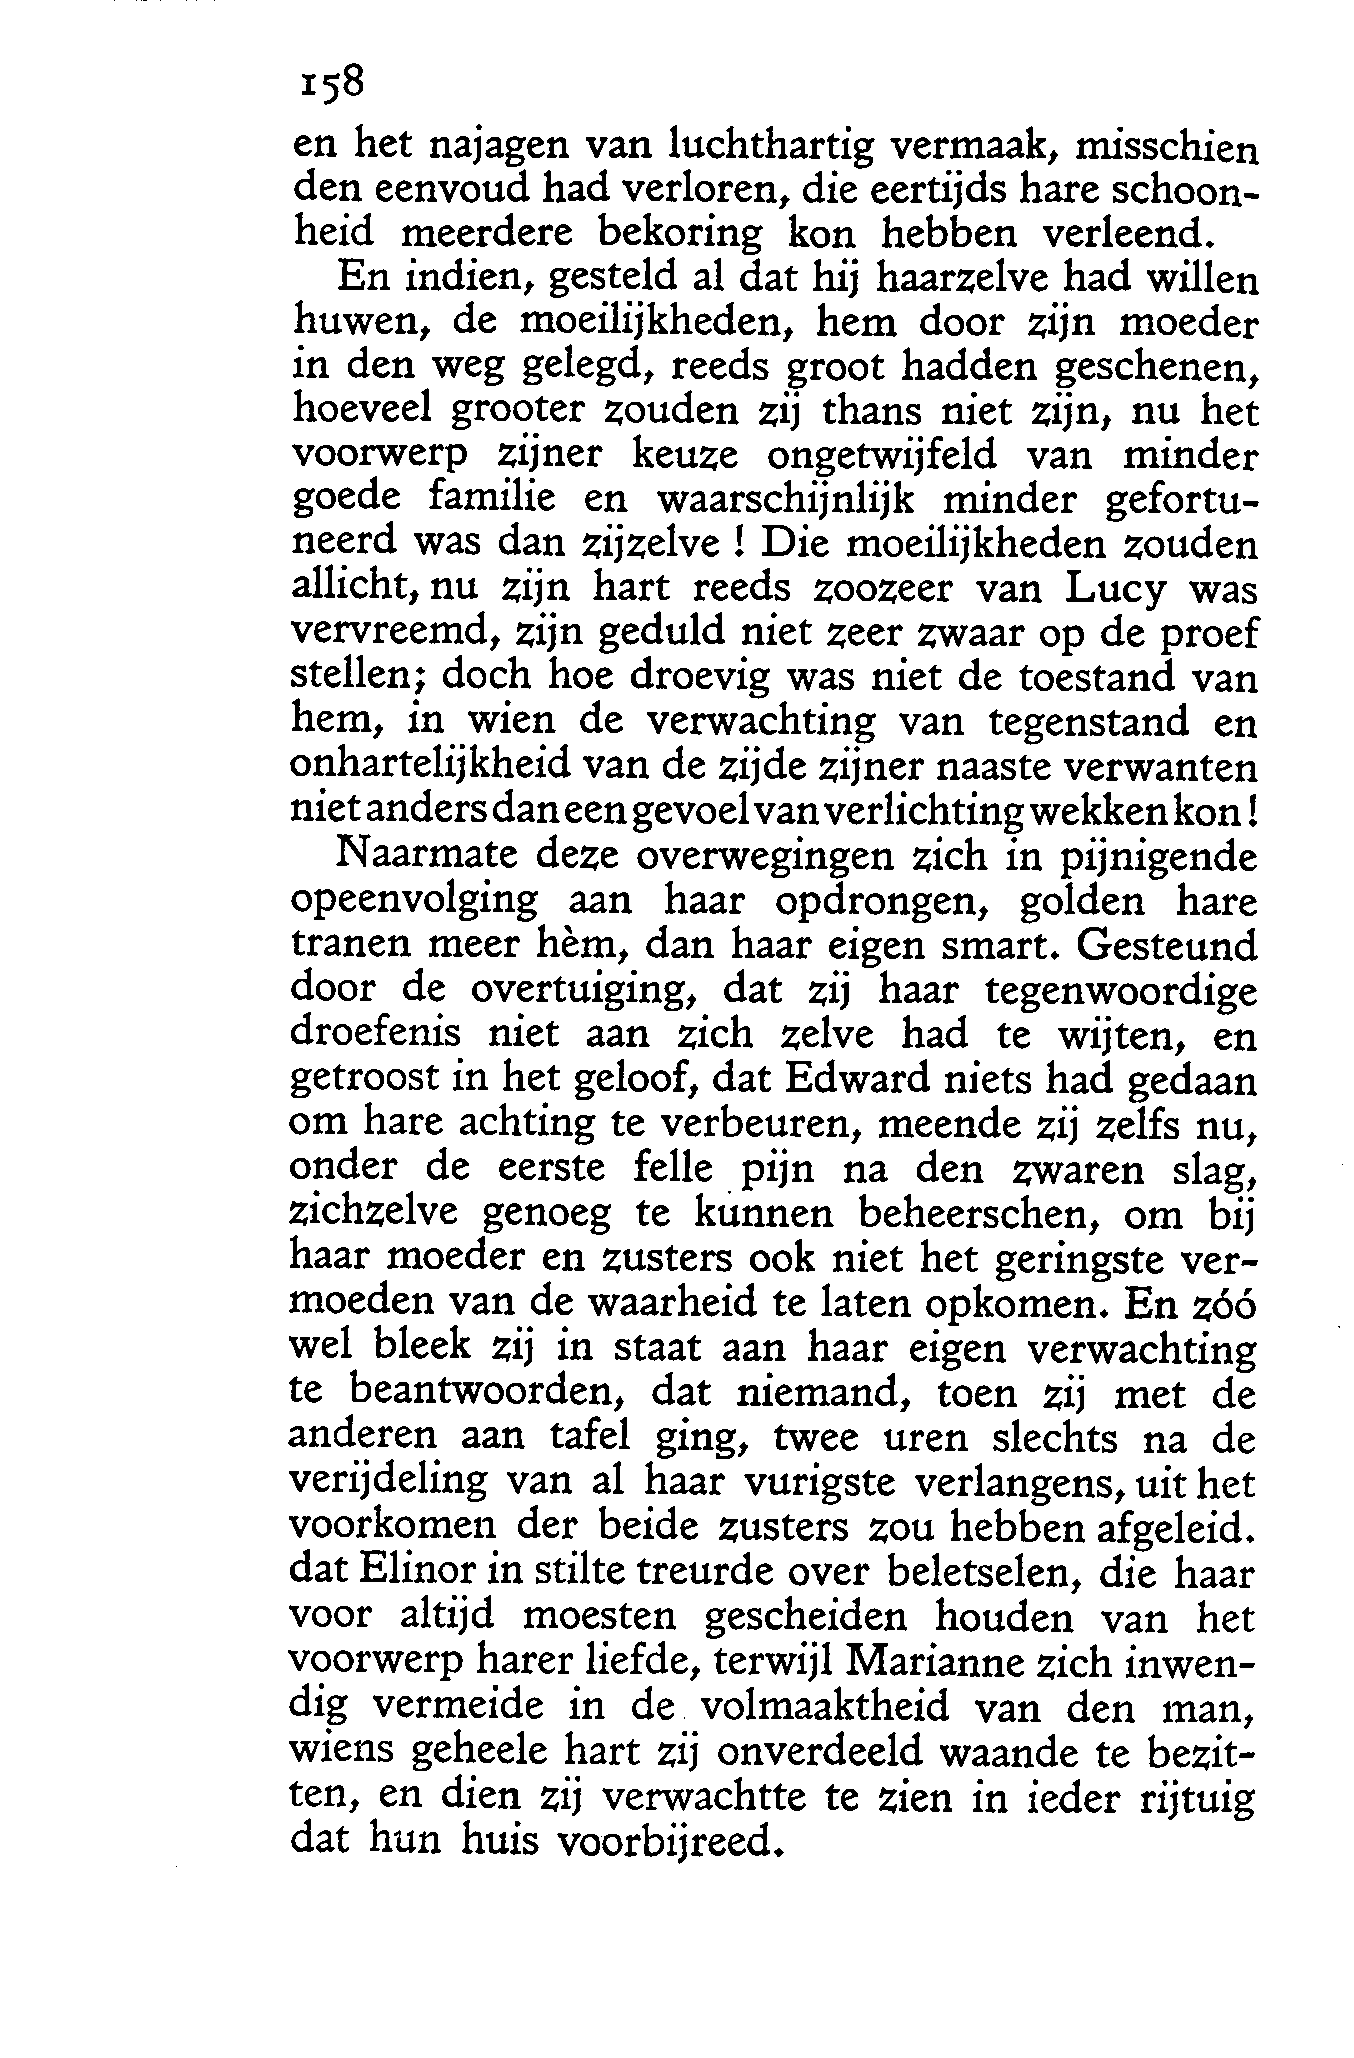 158
en het najagen van luchthartig vermaak, misschien
den eenvoud had verloren, die eertijds hare schoon-
heid meerdere bekoring kon hebben verleend.
En indien, gesteld al dat hij haarzelve had willen
huwen, de moeilijkheden, hem door zijn moeder
in den weg gelegd, reeds groot hadden geschenen,
hoeveel grooter zouden zij thans niet zijn, nu het
voorwerp zijner keuze ongetwijfeld van minder
goede familie en waarschijnlijk minder gefortu-
neerd was dan zijzelve ! Die moeilijkheden zouden
allicht, nu zijn hart reeds zoozeer van Lucy was
vervreemd, zijn geduld niet zeer zwaar op de proef
stellen; doch hoe droevig was niet de toestand van
hem, in wien de verwachting van tegenstand en
onhartelijkheid van de zijde zijner naaste verwanten
niet anders dan een gevoel van verlichting wekken kon!
Naarmate deze overwegingen zich in pijnigende
opeenvolging aan haar opdrongen, golden hare
tranen meer hèm, dan haar eigen smart. Gesteund
door de overtuiging, dat zij haar tegenwoordige
droefenis niet aan zich zelve had te wijten, en
getroost in het geloof, dat Edward niets had gedaan
om hare achting te verbeuren, meende zij zelfs nu,
onder de eerste felle pijn na den zwaren slag,
zichzelve genoeg te kunnen beheerschen, om bij
haar moeder en zusters ook niet het geringste ver-
moeden van de waarheid te laten opkomen. En zóó
wel bleek zij in staat aan haar eigen verwachting
te beantwoorden, dat niemand, toen zij met de
anderen aan tafel ging, twee uren slechts na de
verijdeling van al haar vurigste verlangens, uit het
voorkomen der beide zusters zou hebben afgeleid.
dat Elinor in stilte treurde over beletselen, die haar
voor altijd moesten gescheiden houden van het
voorwerp harer liefde, terwijl Marianne zich inwen-
dig vermeide in de volmaaktheid van den man,
wiens geheele hart zij onverdeeld waande te bezit-
ten, en dien zij verwachtte te zien in ieder rijtuig
dat hun huis voorbijreed.